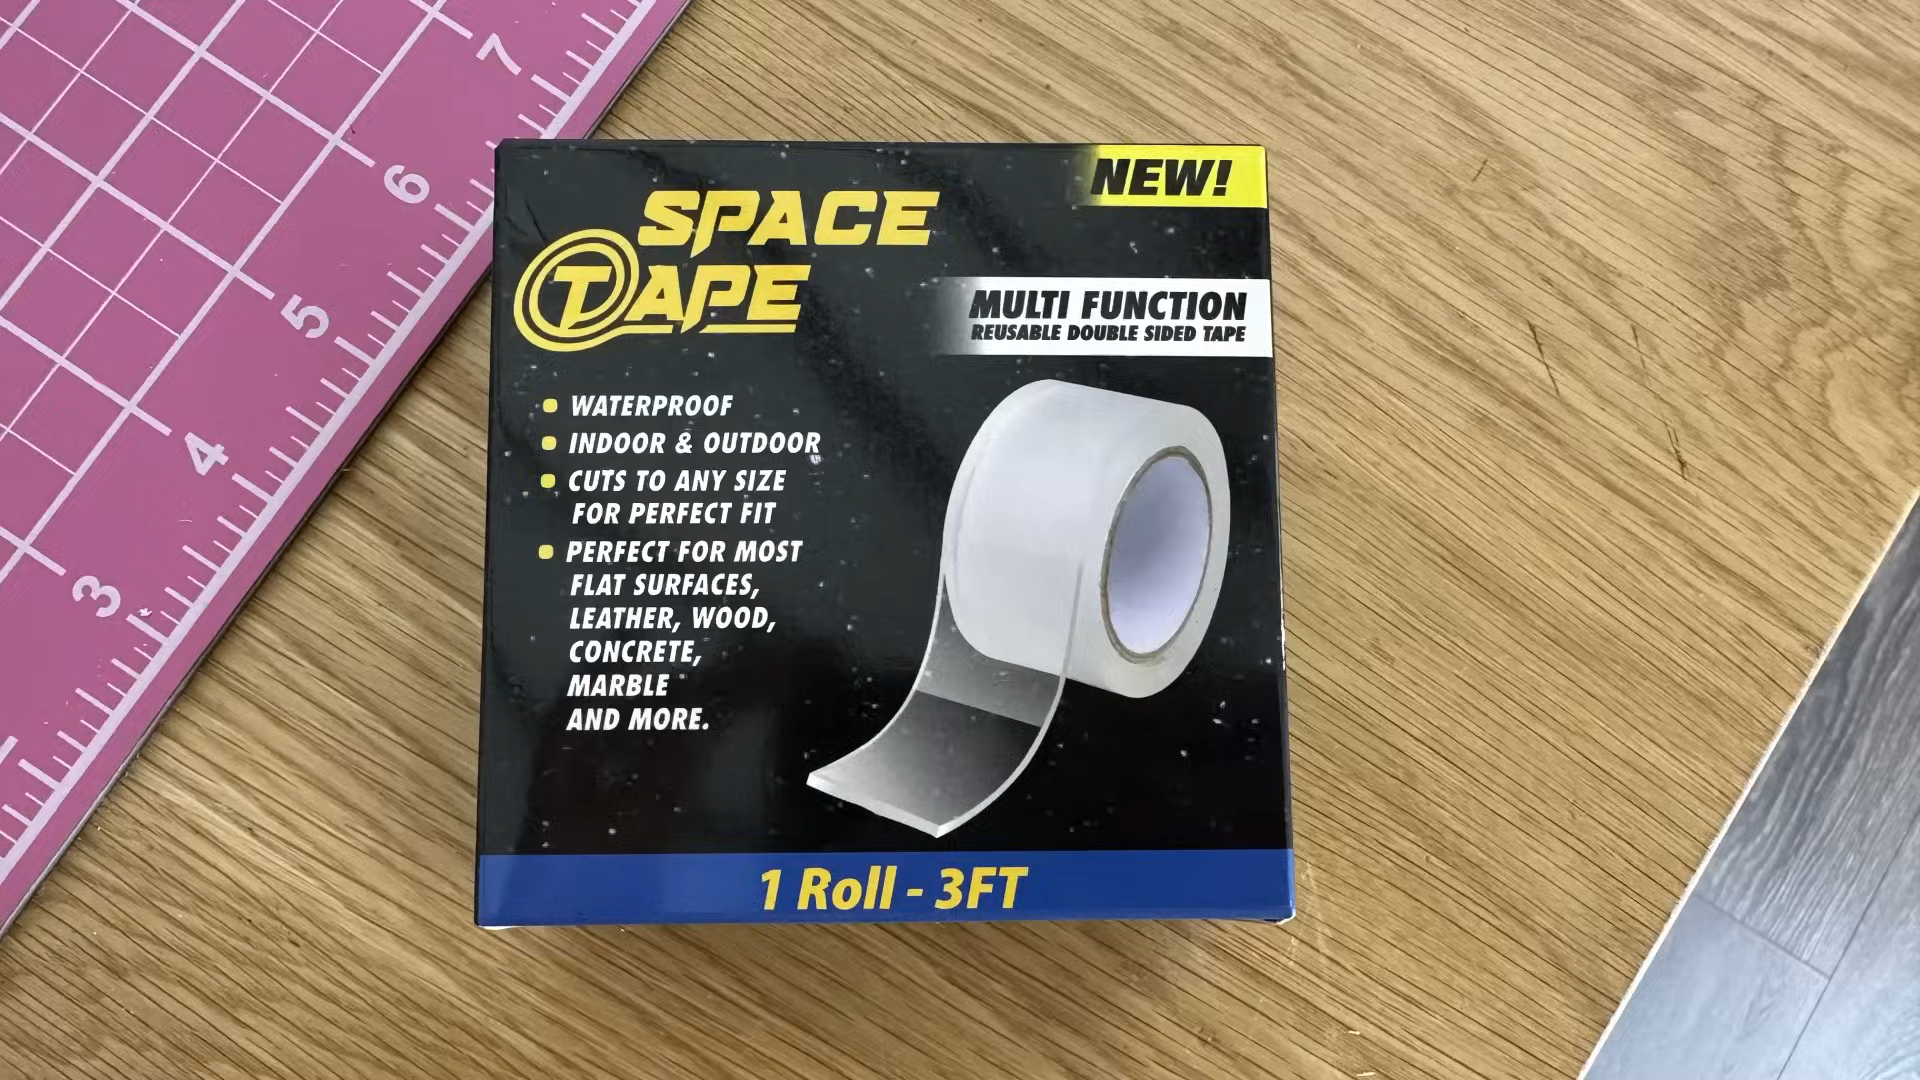 7
6
5
4
3
NEW!
SPACE
TAPE
MULTI FUNCTION
REUSABLE DOUBLE SIDED TAPE
WATERPROOF
INDOOR & OUTDOOR
CUTS TO ANY SIZE
FOR PERFECT FIT
PERFECT FOR MOST
FLAT SURFACES,
LEATHER, WOOD,
CONCRETE,
MARBLE
AND MORE.
1 Roll - 3FT